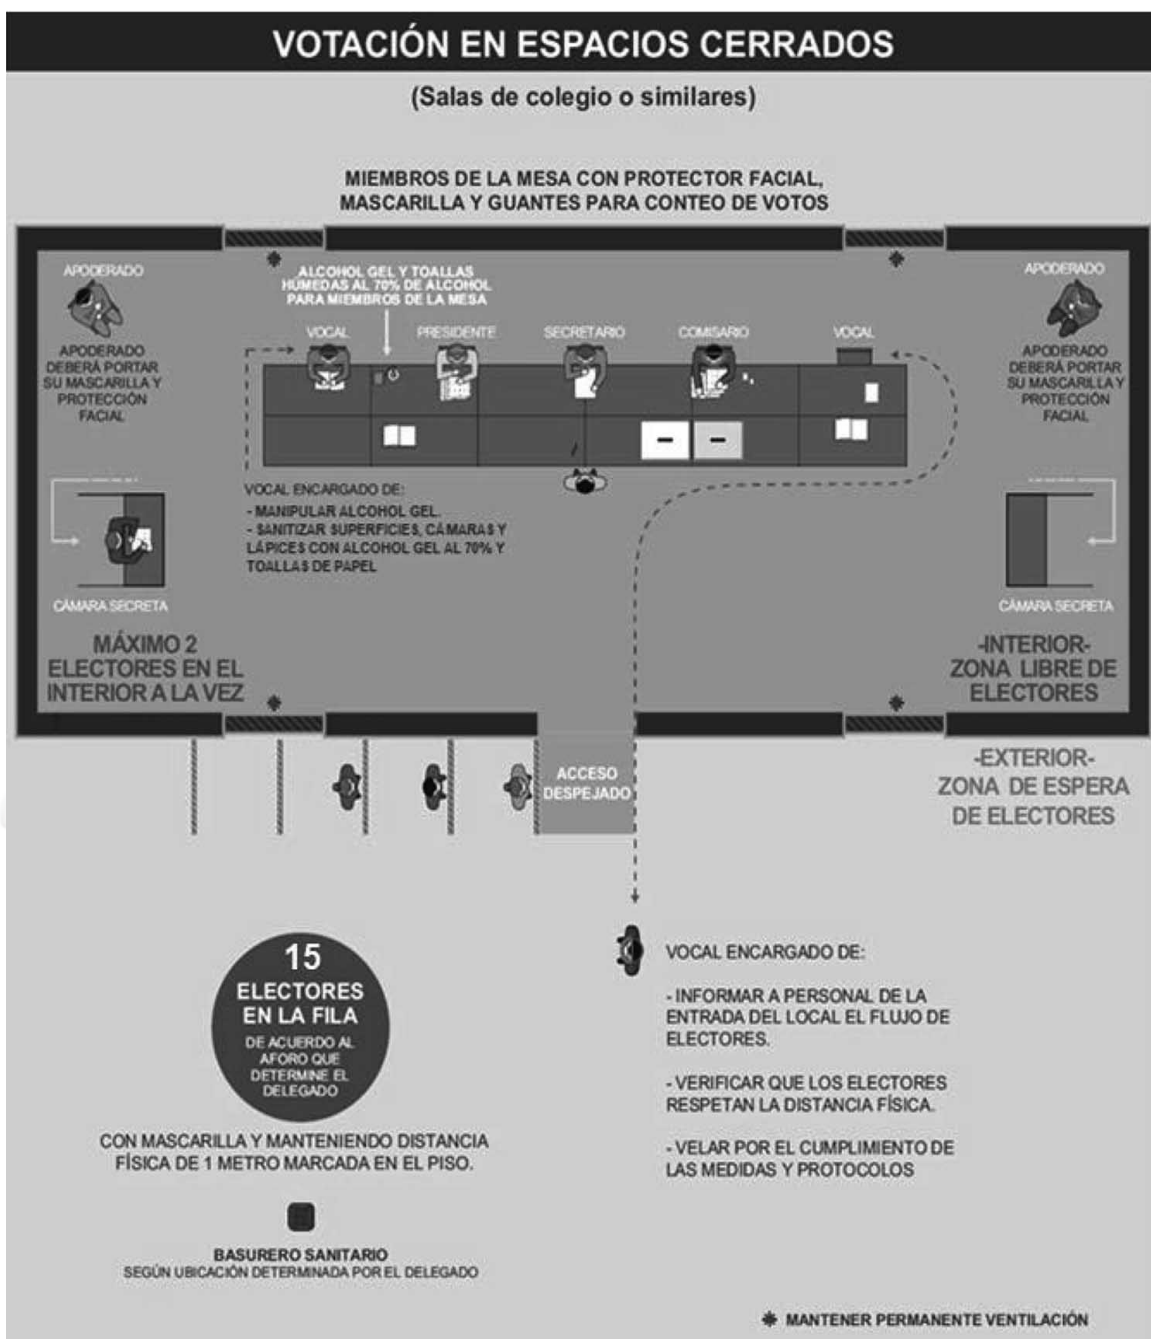 VOTACIÓN EN ESPACIOS CERRADOS
(Salas de colegio o similares)
MIEMBROS DE LA MESA CON PROTECTOR FACIAL,
MASCARILLA Y GUANTES PARA CONTEO DE VOTOS
APODERADO
APODERADO
DEBERÁ PORTAR
SU MASCARILLA Y
PROTECCIÓN
FACIAL
ALCOHOL GEL Y TOALLAS
HÚMEDAS AL 70% DE ALCOHOL
PARA MIEMBROS DE LA MESA
VOCAL
PRESIDENTE
SECRETARIO
COMISARIO
VOCAL
APODERADO
APODERADO
DEBERÁ PORTAR
SU MASCARILLA Y
PROTECCIÓN
FACIAL
VOCAL ENCARGADO DE:
- MANIPULAR ALCOHOL GEL.
- SANITIZAR SUPERFICIES, CÁMARAS Y
LÁPICES CON ALCOHOL GEL AL 70% Y
TOALLAS DE PAPEL
CÁMARA SECRETA
MÁXIMO 2
ELECTORES EN EL
INTERIOR A LA VEZ
CÁMARA SECRETA
-INTERIOR-
ZONA LIBRE DE
ELECTORES
ACCESO
DESPEJADO
-EXTERIOR-
ZONA DE ESPERA
DE ELECTORES
15
ELECTORES
EN LA FILA
DE ACUERDO AL
AFORO QUE
DETERMINE EL
DELEGADO
CON MASCARILLA Y MANTENIENDO DISTANCIA
FÍSICA DE 1 METRO MARCADA EN EL PISO.
BASURERO SANITARIO
SEGÚN UBICACIÓN DETERMINADA POR EL DELEGADO
VOCAL ENCARGADO DE:
- INFORMAR A PERSONAL DE LA
ENTRADA DEL LOCAL EL FLUJO DE
ELECTORES.
- VERIFICAR QUE LOS ELECTORES
RESPETAN LA DISTANCIA FÍSICA.
- VELAR POR EL CUMPLIMIENTO DE
LAS MEDIDAS Y PROTOCOLOS
✱ MANTENER PERMANENTE VENTILACIÓN